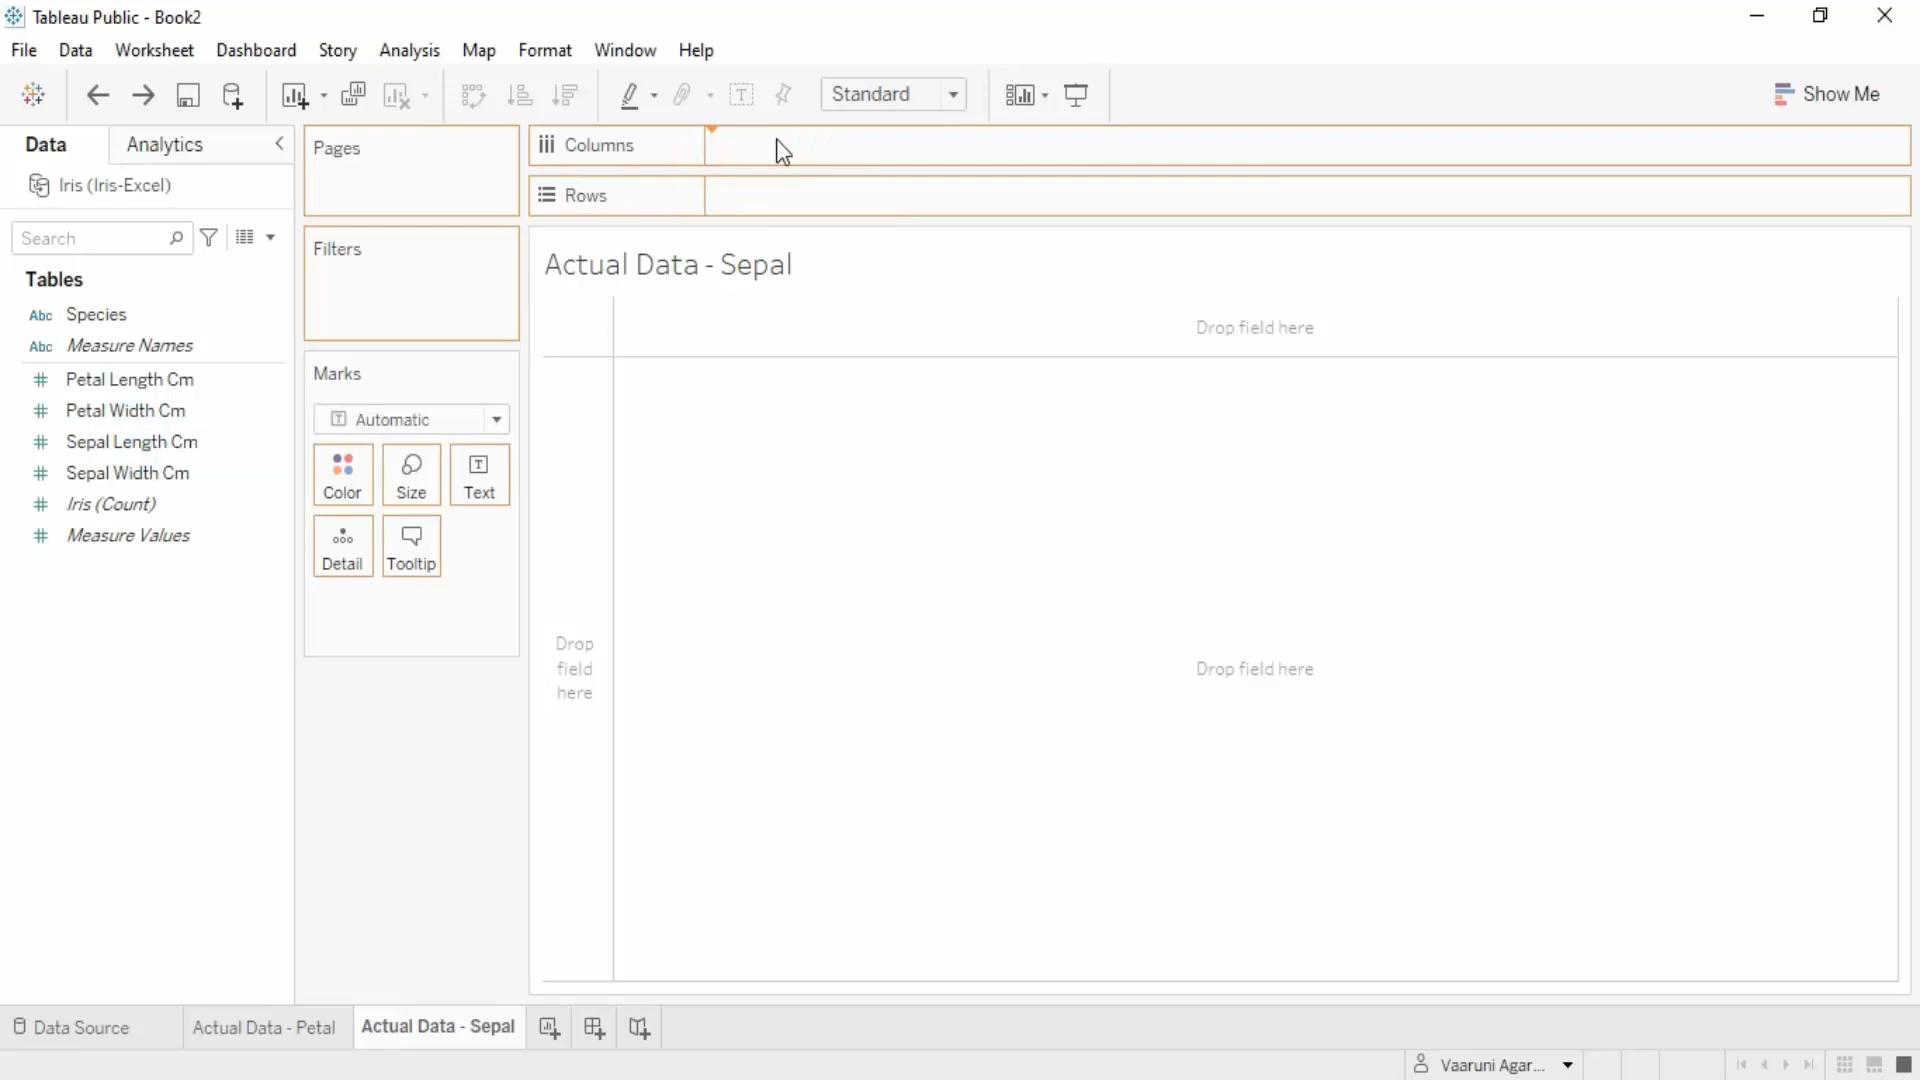 Tableau Public - Book2
File Data Worksheet Dashboard Story Analysis Map Format Window Help
Standard
Show Me
Data Analytics
Iris (Iris-Excel)
Search
Tables
Abc Species
Abc Measure Names
Petal Length Cm
Petal Width Cm
Sepal Length Cm
Sepal Width Cm
Iris (Count)
Measure Values
Pages
Filters
Marks
Automatic
Color Size Text
Detail Tooltip
Columns
Rows
Actual Data - Sepal
Drop field here
Drop
field
here
Drop field here
Data Source Actual Data - Petal Actual Data - Sepal
Vaaruni Agar...